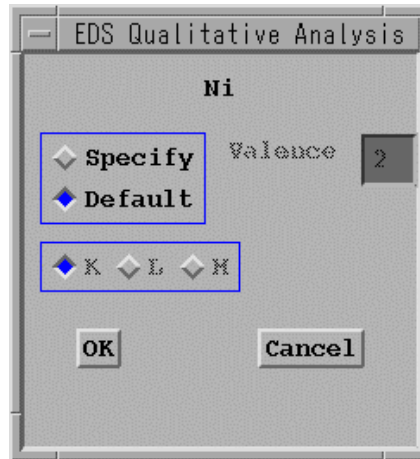 EDS Qualitative Analysis
Ni
Specify
Valence 2
Default
K L M
OK Cancel